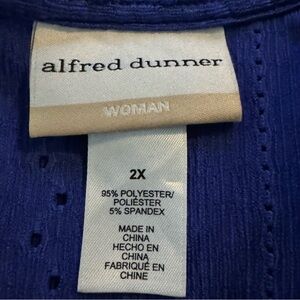 alfred dunner
WOMAN
2X
95% POLYESTER/
POLIÉSTER
5% SPANDEX
MADE IN
CHINA
HECHO EN
CHINA
FABRIQUÉ EN
CHINE